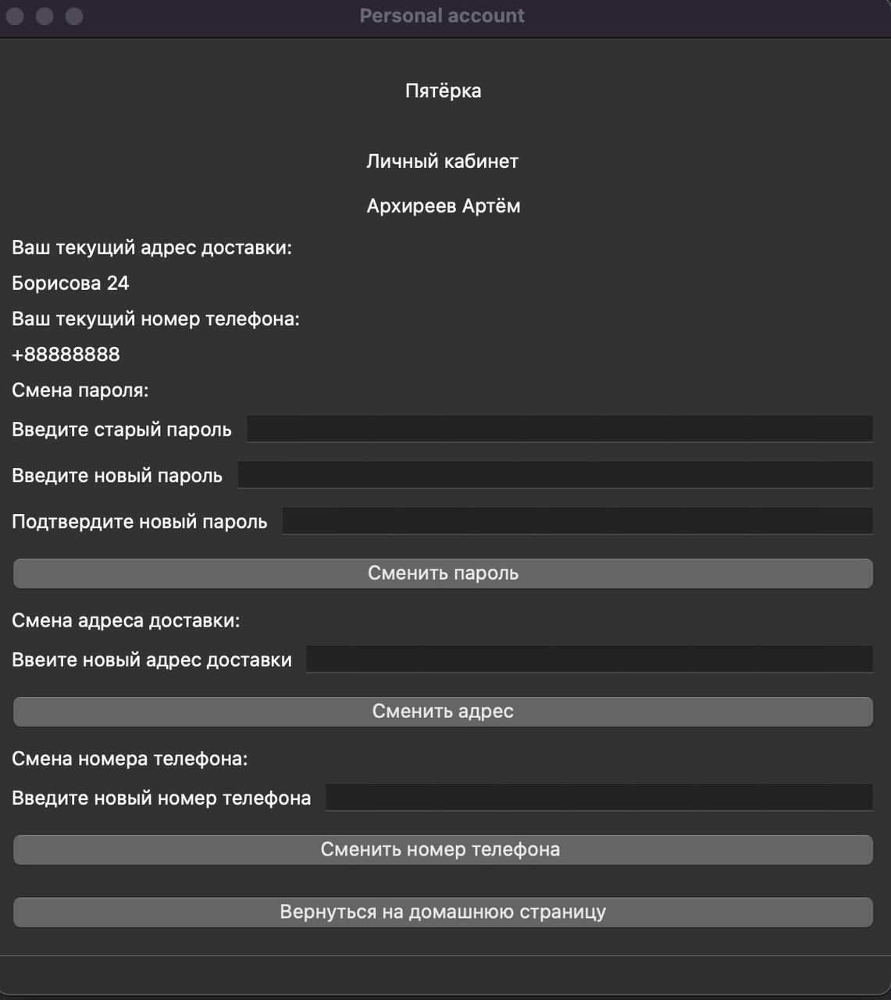 Personal account
Пятёрка
Личный кабинет
Архиреев Артём
Ваш текущий адрес доставки:
Борисова 24
Ваш текущий номер телефона:
+88888888
Смена пароля:
Введите старый пароль
Введите новый пароль
Подтвердите новый пароль
Сменить пароль
Смена адреса доставки:
Ввеите новый адрес доставки
Сменить адрес
Смена номера телефона:
Введите новый номер телефона
Сменить номер телефона
Вернуться на домашнюю страницу